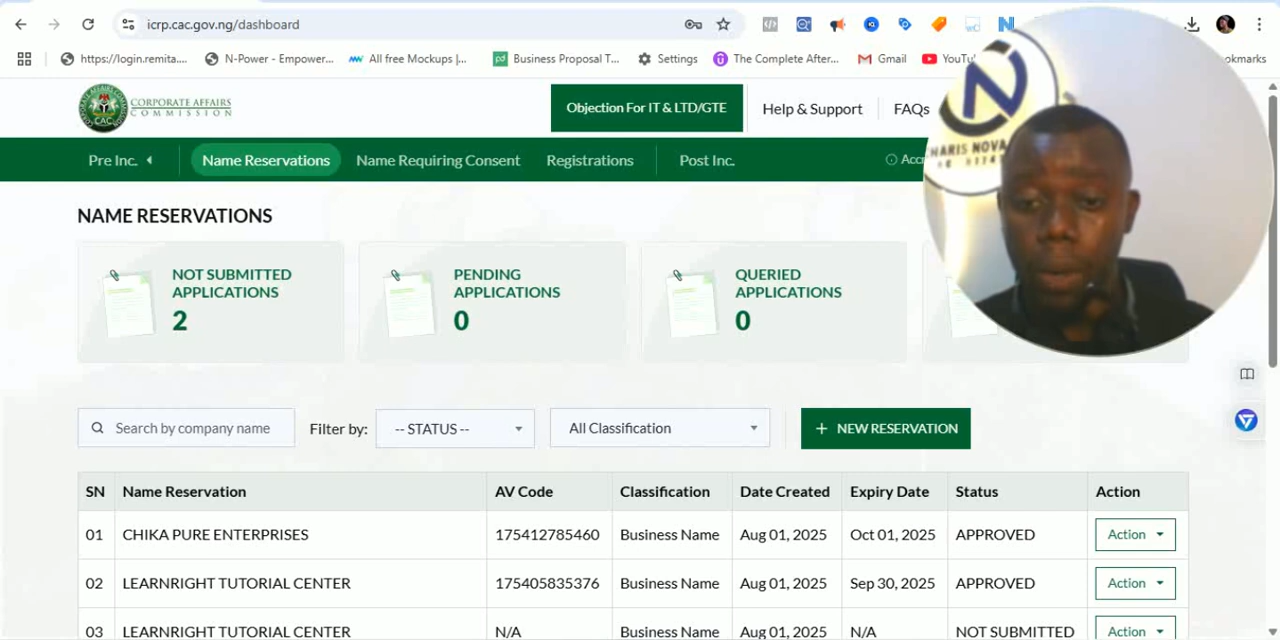 icrp.cac.gov.ng/dashboard
https://login.remita....
N-Power - Empower...
All free Mockups |...
Business Proposal T...
Settings
The Complete After...
Gmail
YouTu
okmarks
CORPORATE AFFAIRS
COMMISSION
CAC
Objection For IT & LTD/GTE
Help & Support
FAQs
Pre Inc.
Name Reservations
Name Requiring Consent
Registrations
Post Inc.
HARIS NOVA
NAME RESERVATIONS
NOT SUBMITTED
APPLICATIONS
2
PENDING
APPLICATIONS
0
QUERIED
APPLICATIONS
0
Search by company name
Filter by:
-- STATUS --
All Classification
+ NEW RESERVATION
SN Name Reservation AV Code Classification Date Created Expiry Date Status Action
01 CHIKA PURE ENTERPRISES 175412785460 Business Name Aug 01, 2025 Oct 01, 2025 APPROVED Action
02 LEARNRIGHT TUTORIAL CENTER 175405835376 Business Name Aug 01, 2025 Sep 30, 2025 APPROVED Action
03 LEARNRIGHT TUTORIAL CENTER N/A Business Name Aug 01, 2025 N/A NOT SUBMITTED Action